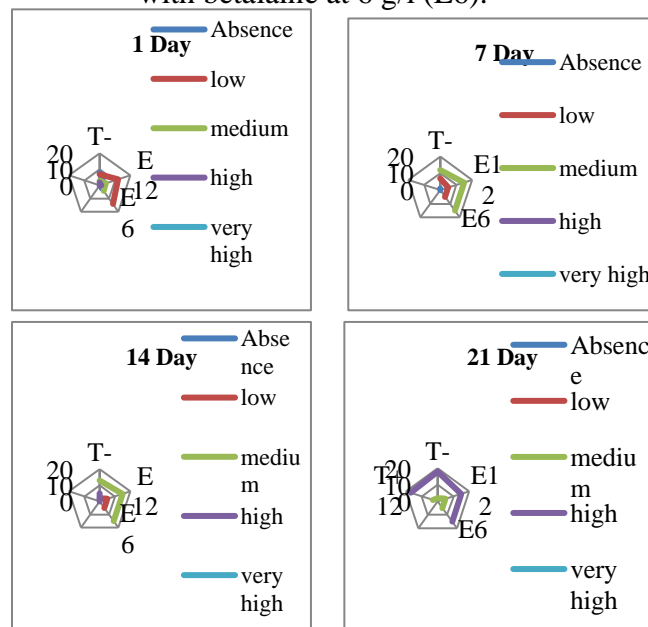 with betalaine at 6 g/l (E6).
1 Day
Absence
low
medium
high
very
high
T-
E
12
E
6
20
10
0
7 Day
Absence
low
medium
high
very high
T-
E1
2
E6
20
10
0
14 Day
Abse
nce
low
mediu
m
high
very
high
T-
E
12
E
6
20
10
0
21 Day
Absenc
e
low
mediu
m
high
very
high
T-
E1
2
E6
12
20
10
0